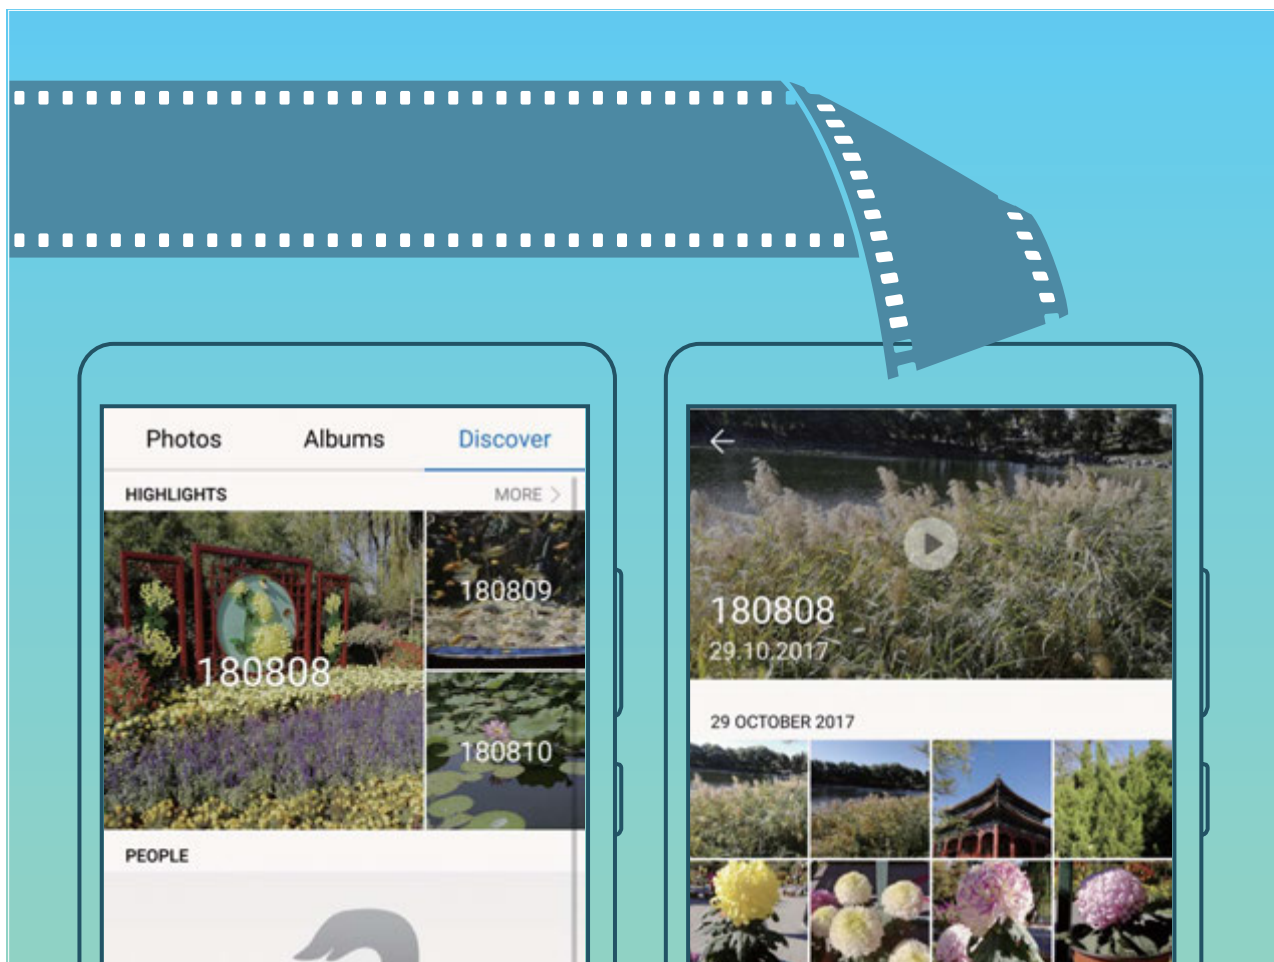 Photos Albums Discover
HIGHLIGHTS MORE >
180808
180809
180810
PEOPLE
180808
29.10.2017
29 OCTOBER 2017